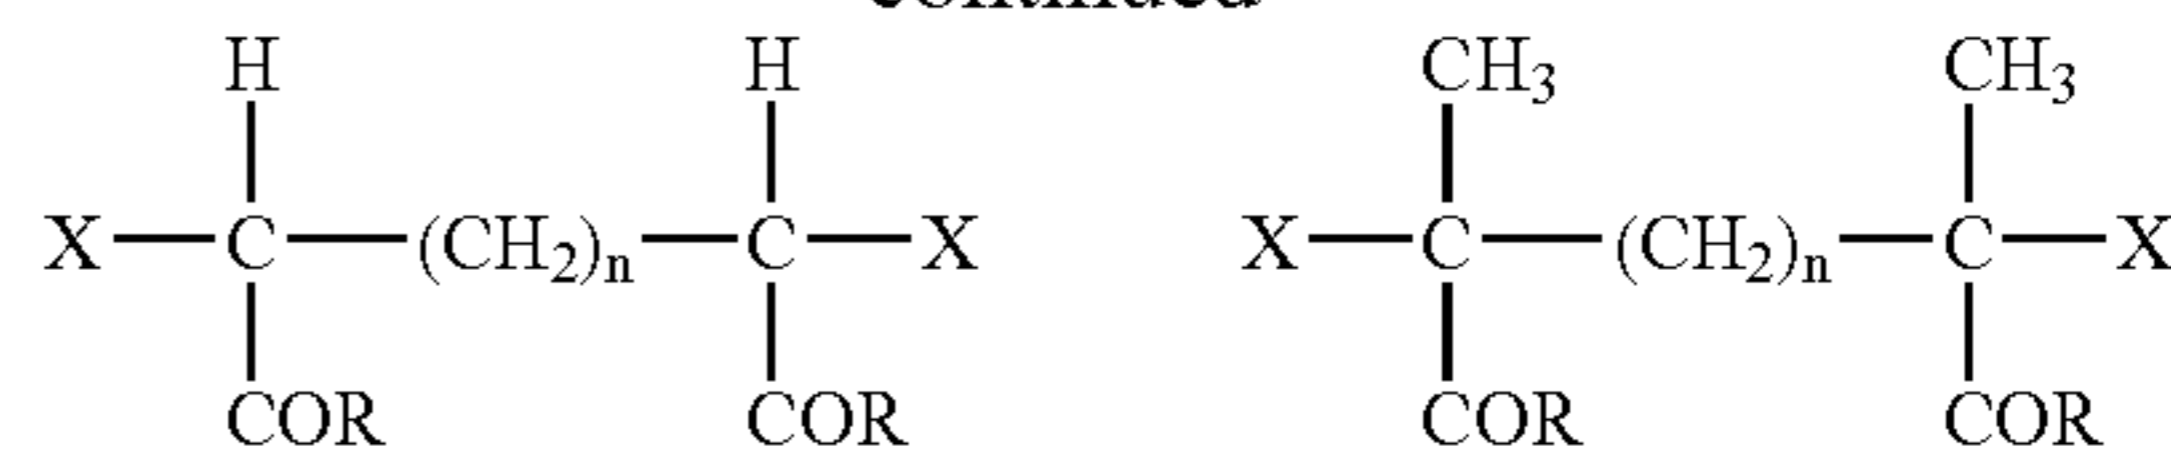 H H CH3 CH3
X—C—(CH2)n—C—X X—C—(CH2)n—C—X
COR COR COR COR